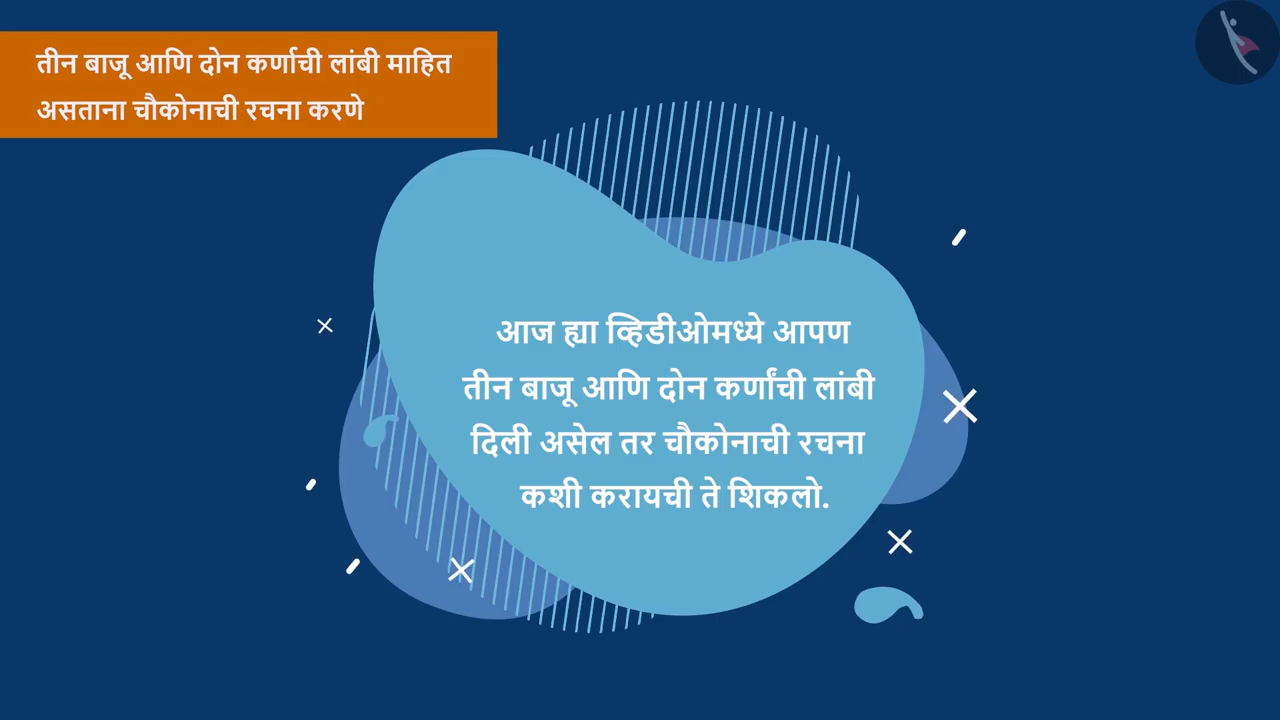 तीन बाजू आणि दोन कर्णाची लांबी माहित
असताना चौकोनाची रचना करणे
आज ह्या व्हिडीओमध्ये आपण
तीन बाजू आणि दोन कर्णांची लांबी
दिली असेल तर चौकोनाची रचना
कशी करायची ते शिकलो.